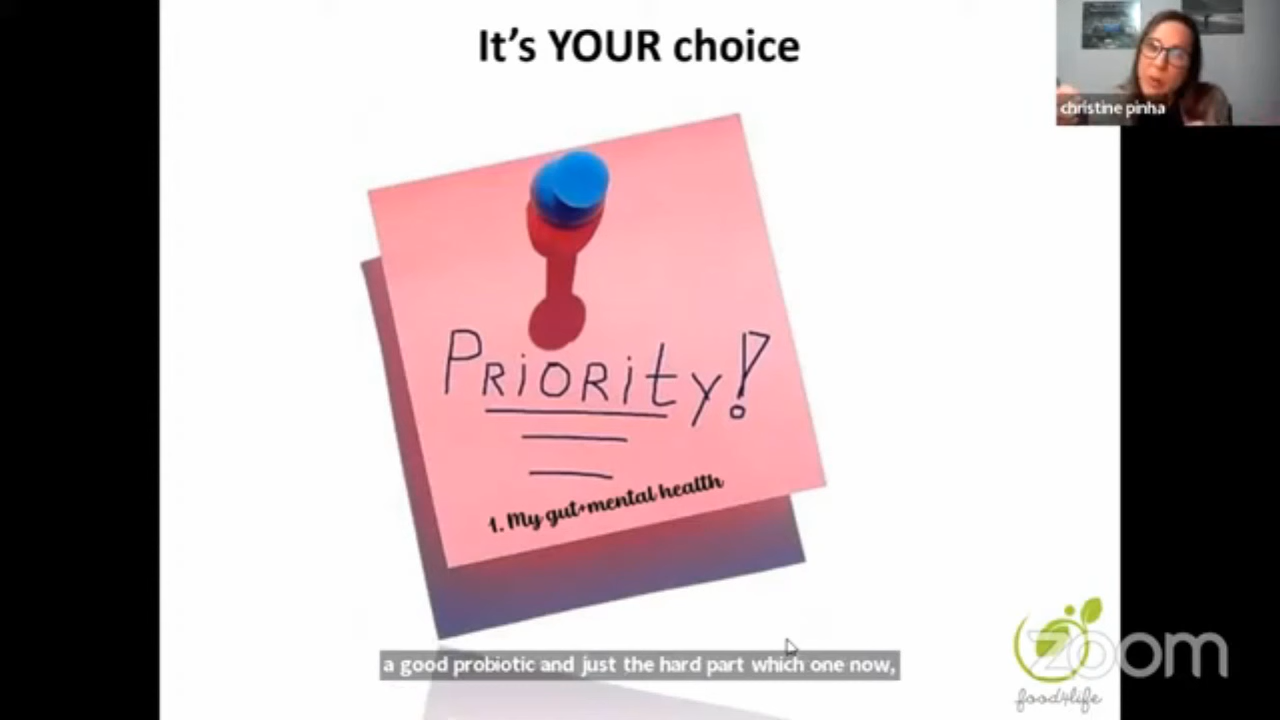 It's YOUR choice
christine pinha
PRiORity!
1. My gut+mental health
a good probiotic and just the hard part which one now,
zoom
food4life